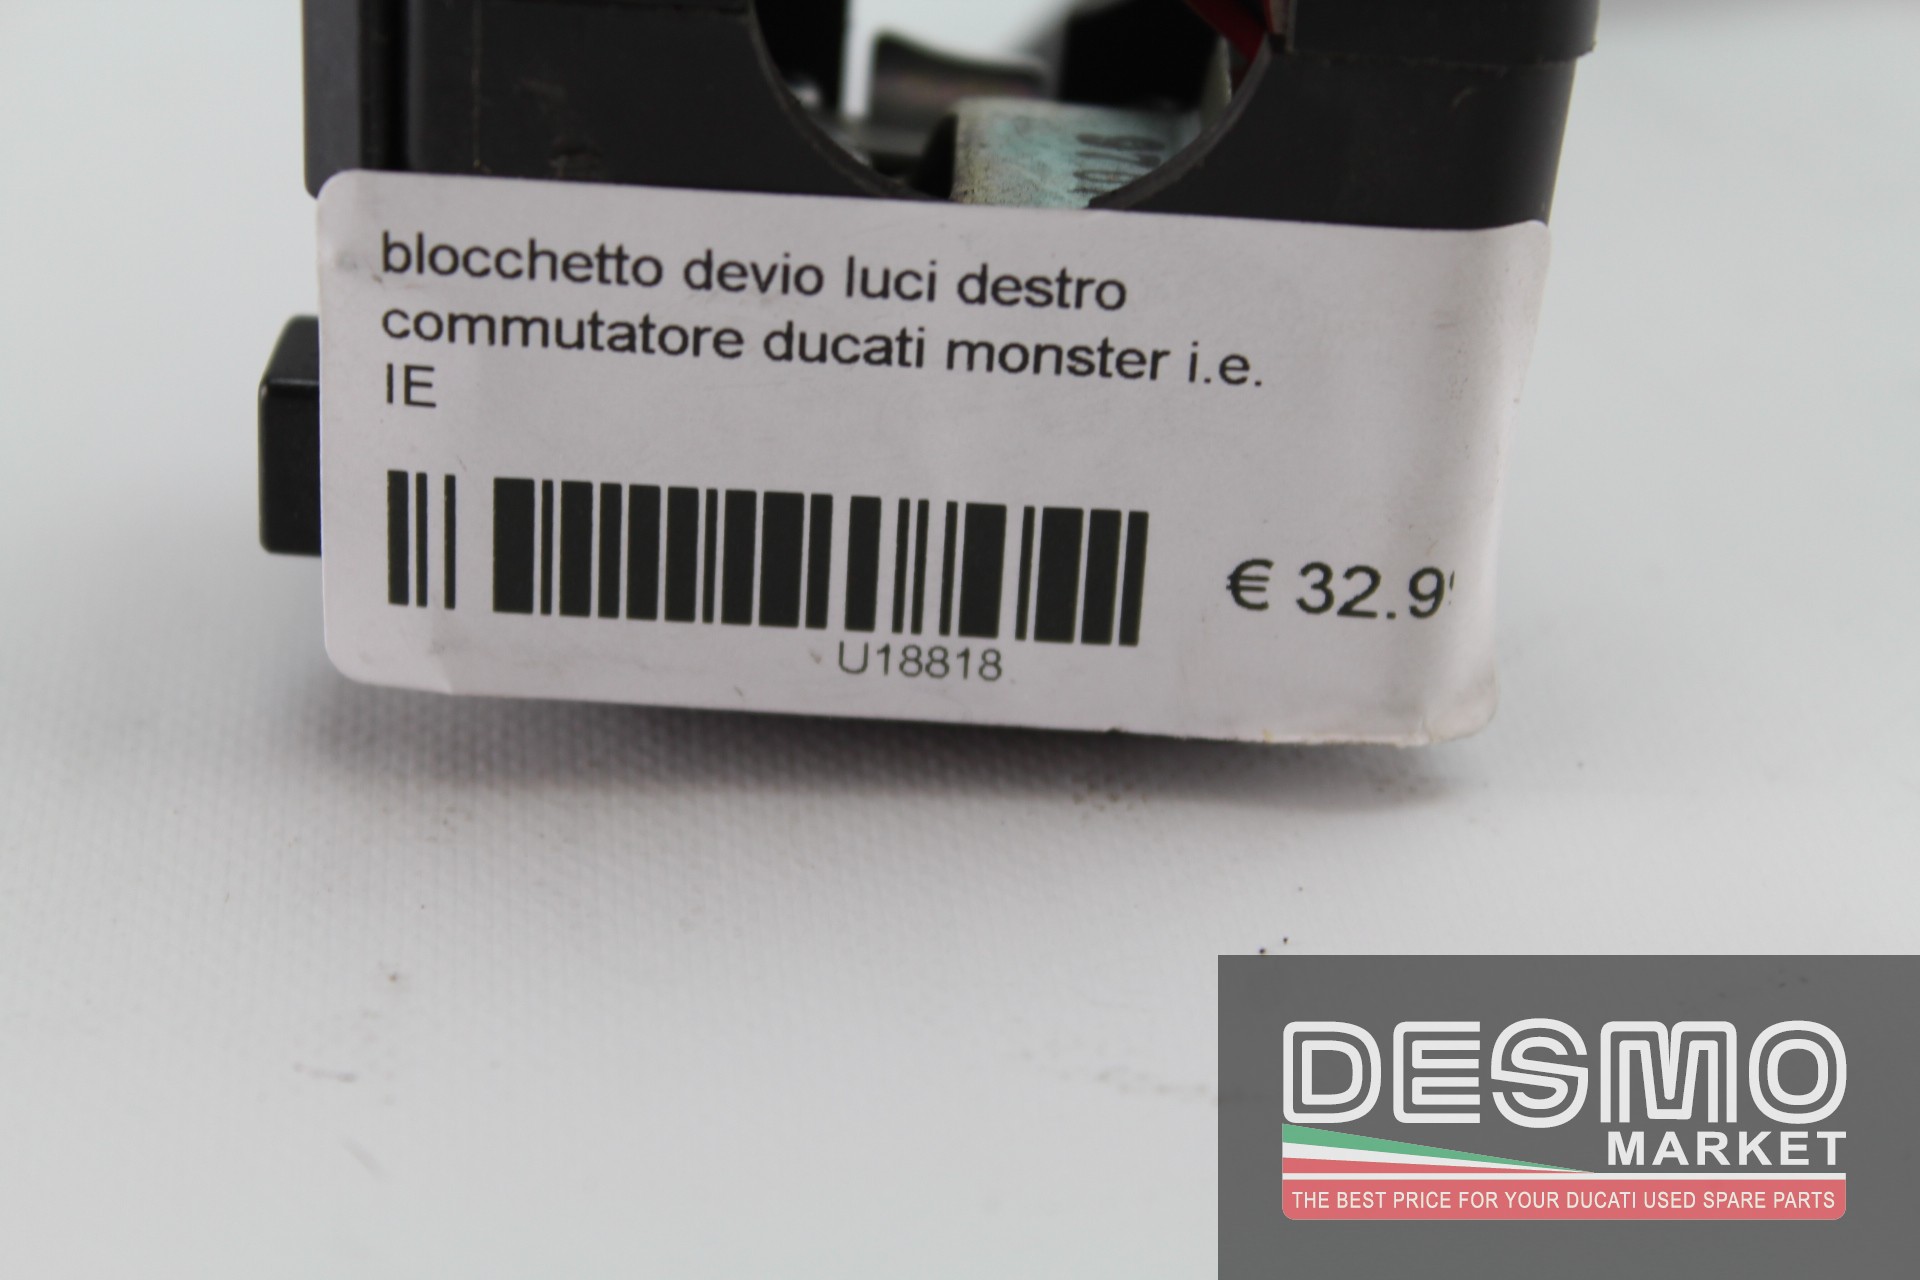 blocchetto devio luci destro
commutatore ducati monster i.e.
IE
€ 32.9
U18818
DESMO
MARKET
THE BEST PRICE FOR YOUR DUCATI USED SPARE PARTS